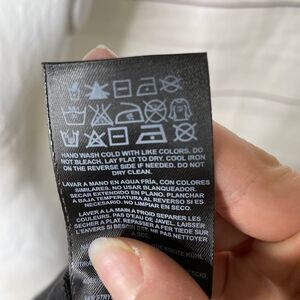 HAND WASH COLD WITH LIKE COLORS. DO
NOT BLEACH. LAY FLAT TO DRY. COOL IRON
ON THE REVERSE SIDE IF NEEDED. DO NOT
DRY CLEAN.
LAVAR A MANO EN AGUA FRÍA, CON COLORES
SIMILARES. NO USAR BLANQUEADOR.
SECAR EXTENDIDO EN PLANO. PLANCHAR
A BAJA TEMPERATURA AL REVERSO SI ES
NECESARIO. NO LIMPIAR EN SECO.
LAVER A LA MAIN A FROID SEPARER LES
COULEURS. PAS D'EAU DE JAVEL. LAISSER
SECHER A PLAT. REPASSER A FER TIEDE SUR
L'ENVERS SI BESOIN. NE PAS NETTOYER
A SEC.